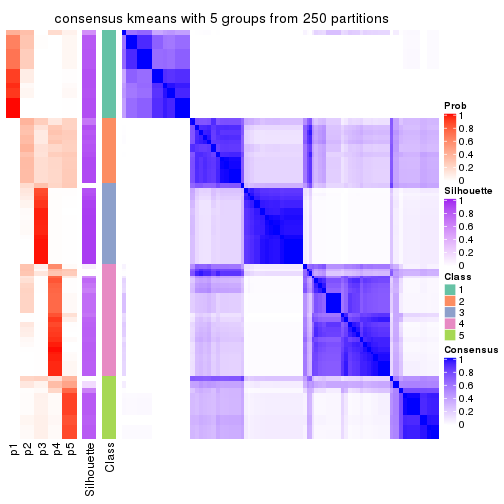 consensus kmeans with 5 groups from 250 partitions
Prob
1
0.8
0.6
0.4
0.2
0
Silhouette
1
0.8
0.6
0.4
0.2
0
Class
1
2
3
4
5
Consensus
1
0.8
0.6
0.4
0.2
0
p1
p2
p3
p4
p5
Silhouette
Class